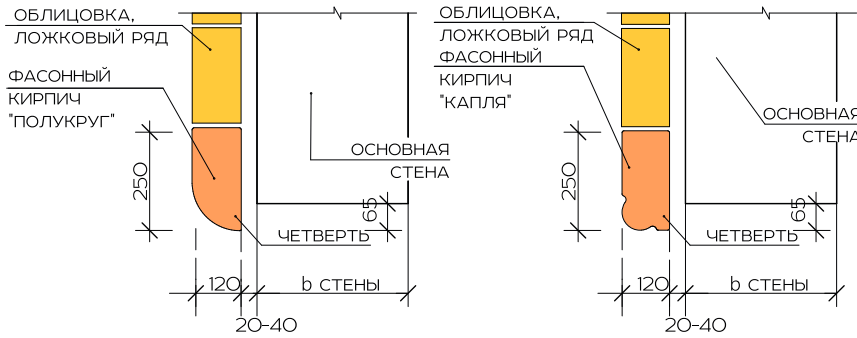 ОБЛИЦОВКА,
ЛОЖКОВЫЙ РЯД
ФАСОННЫЙ
КИРПИЧ
"ПОЛУКРУГ"
ОСНОВНАЯ
СТЕНА
250
65
ЧЕТВЕРТЬ
120
b СТЕНЫ
20-40
ОБЛИЦОВКА,
ЛОЖКОВЫЙ РЯД
ФАСОННЫЙ
КИРПИЧ
"КАПЛЯ"
ОСНОВНАЯ
СТЕНА
250
65
ЧЕТВЕРТЬ
120
b СТЕНЫ
20-40